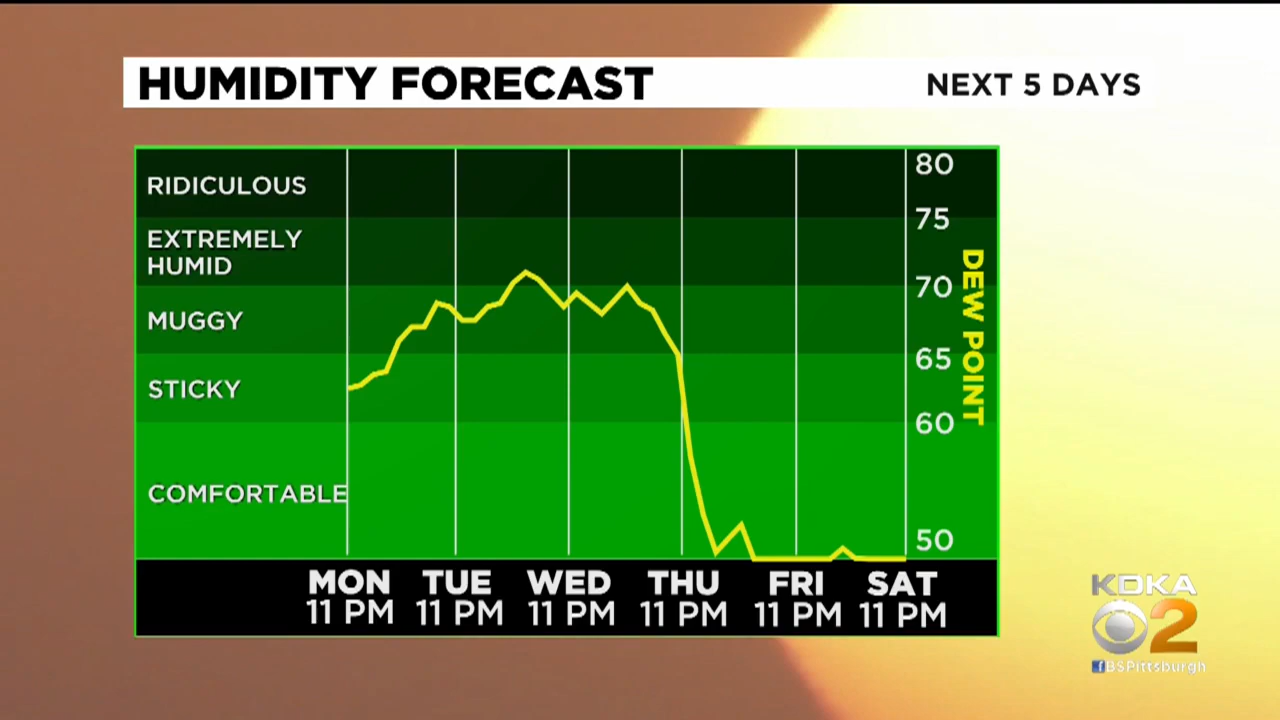 HUMIDITY FORECAST
NEXT 5 DAYS
RIDICULOUS
EXTREMELY
HUMID
MUGGY
STICKY
COMFORTABLE
80
75
70
65
60
50
DEW POINT
MON TUE WED THU FRI SAT
11 PM 11 PM 11 PM 11 PM 11 PM 11 PM
KDKA
2
fBSPittsburgh